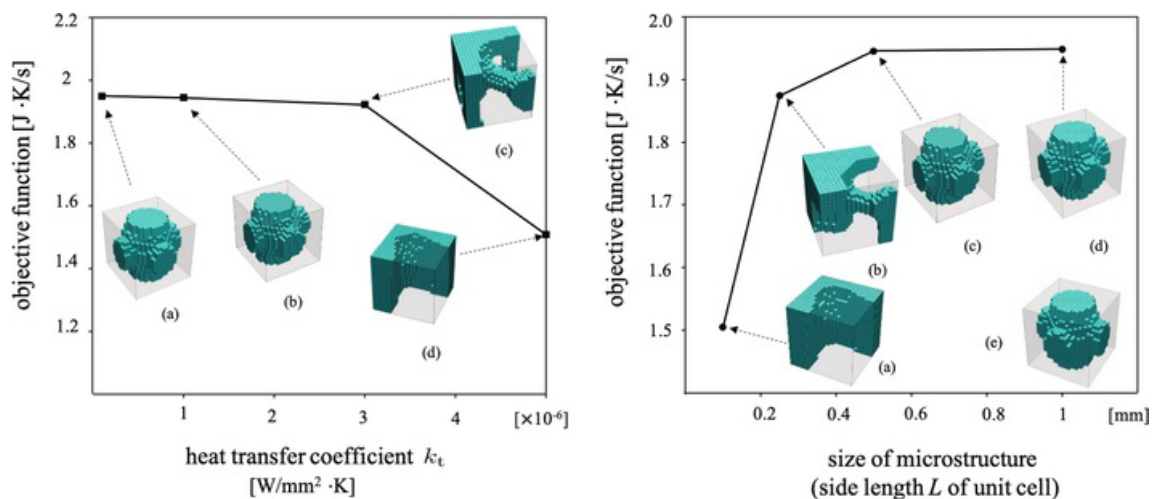 objective function [J ·K/s]
2.2
2
1.8
1.6
1.4
1.2
(a)
(b)
(c)
(d)
1
2
3
4
[×10⁻⁶]
heat transfer coefficient kₜ
[W/mm² ·K]
objective function [J ·K/s]
2.0
1.9
1.8
1.7
1.6
1.5
(b)
(c)
(d)
(a)
(e)
0.2
0.4
0.6
0.8
1
[mm]
size of microstructure
(side length L of unit cell)